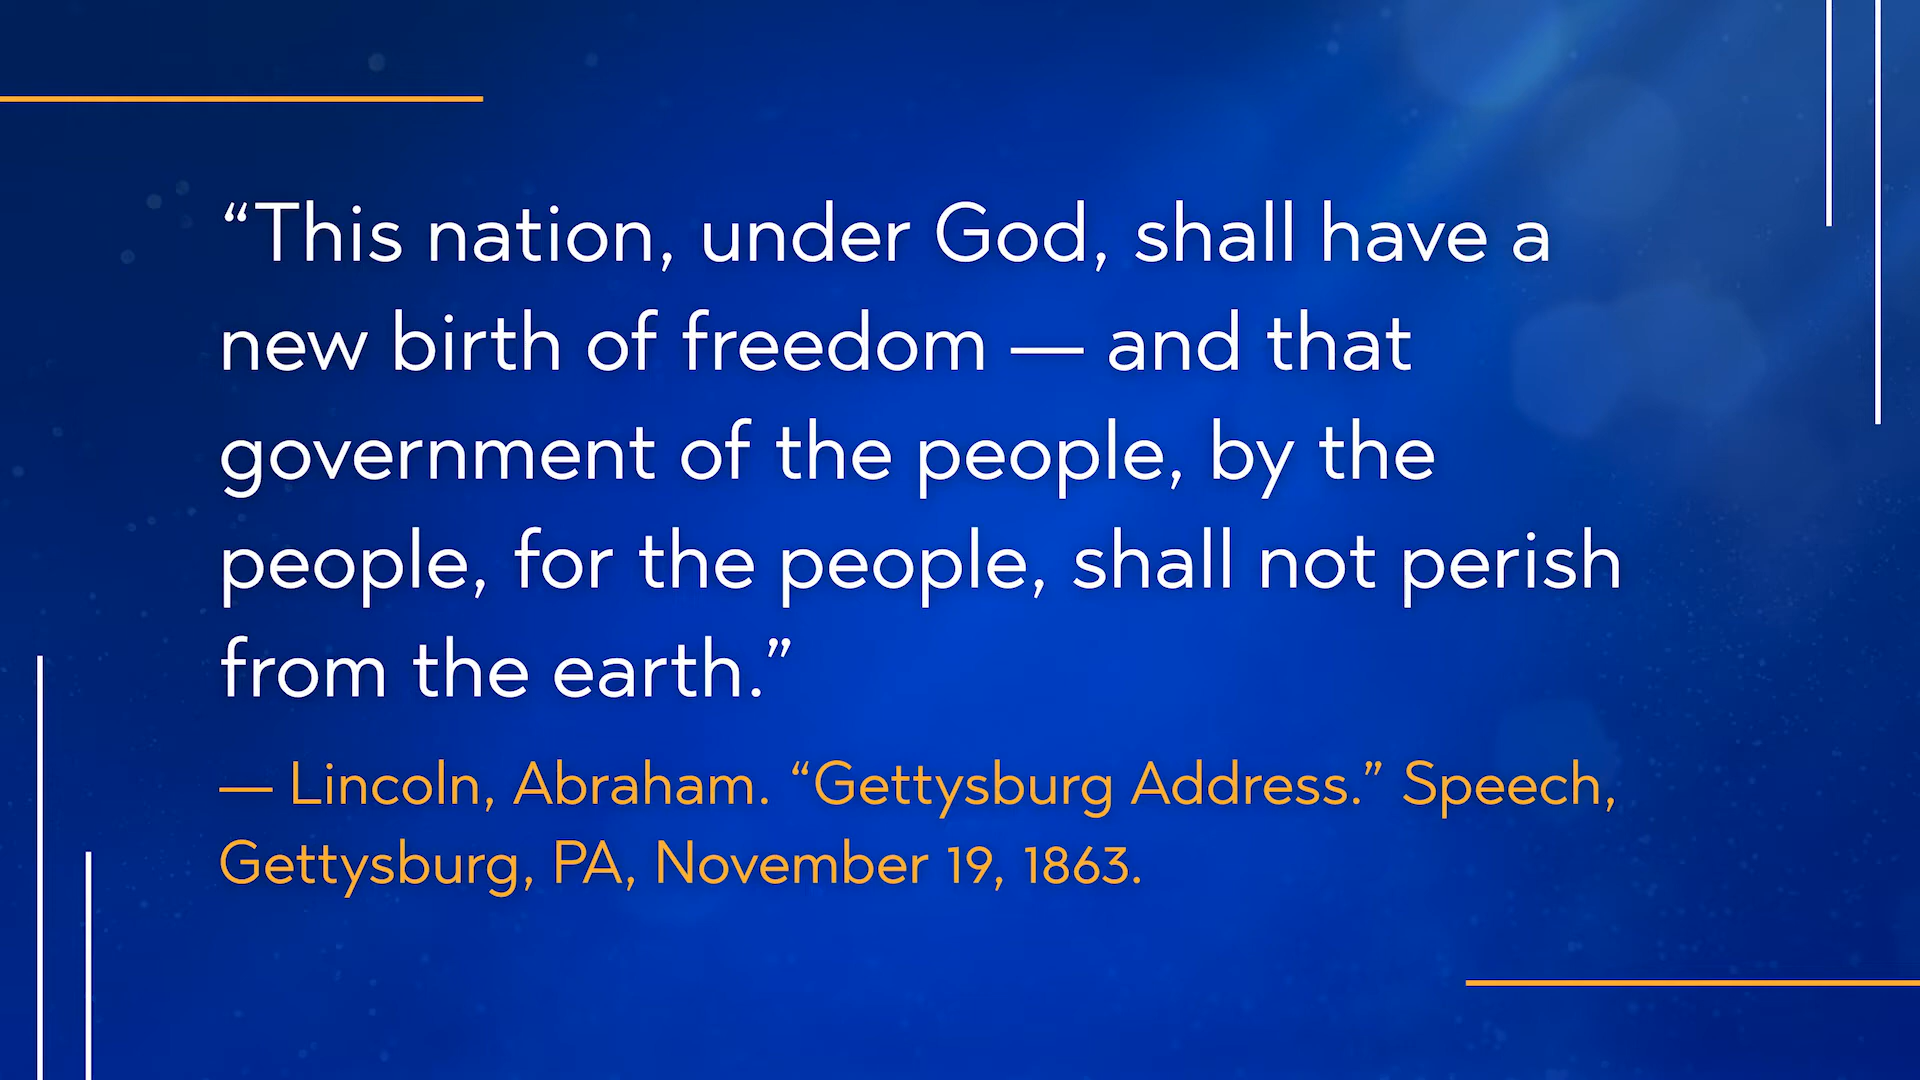 “This nation, under God, shall have a
new birth of freedom — and that
government of the people, by the
people, for the people, shall not perish
from the earth.”
— Lincoln, Abraham. “Gettysburg Address.” Speech,
Gettysburg, PA, November 19, 1863.